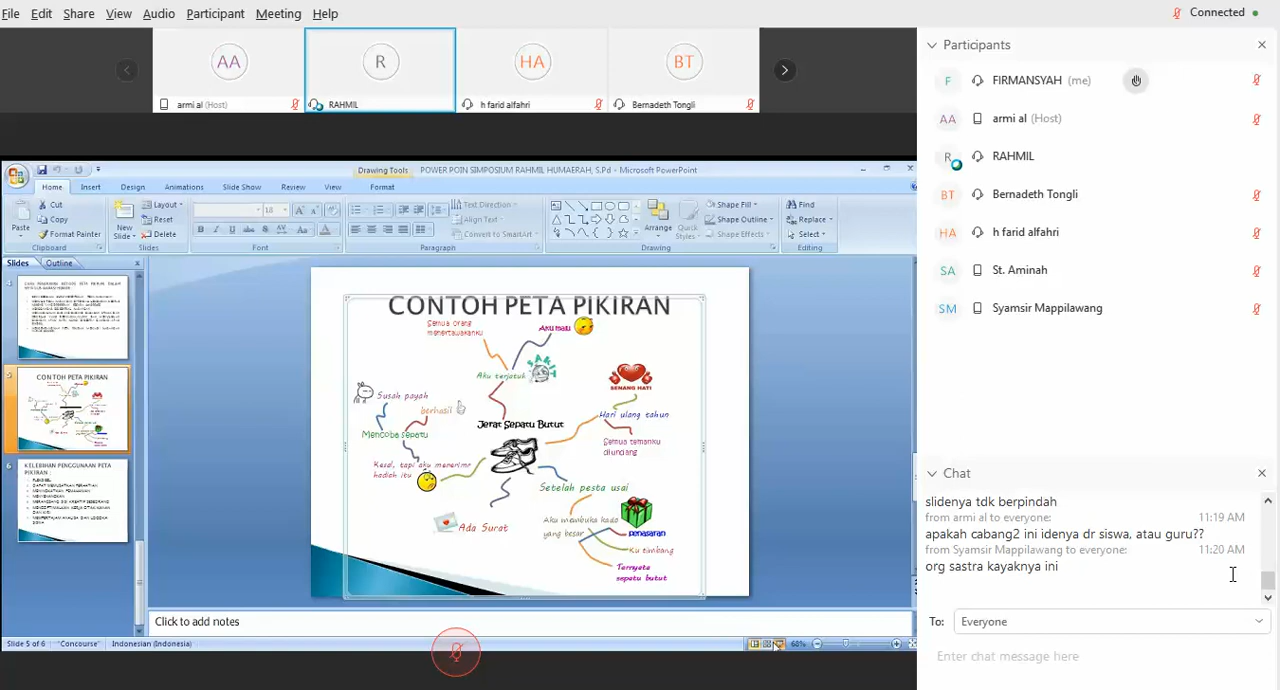 File Edit Share View Audio Participant Meeting Help
Connected
AA
armi al (Host)
R
RAHMIL
HA
h farid alfahri
BT
Bernadeth Tongli
Drawing Tools
POWER POIN SIMPOSIUM RAHMIL HUMAERAH, S.Pd - Microsoft PowerPoint
Home Insert Design Animations Slide Show Review View Format
Paste
Cut
Copy
Format Painter
Clipboard
New Slide
Layout
Reset
Delete
Slides
18
Font
Text Direction
Align Text
Convert to SmartArt
Paragraph
Arrange
Quick Styles
Shape Fill
Shape Outline
Shape Effects
Drawing
Find
Replace
Select
Editing
Slides Outline
5
CONTOH PETA PIKIRAN
6
KELEBIHAN PENGGUNAAN PETA PIKIRAN :
CONTOH PETA PIKIRAN
Semua orang
menertawakanku
Aku malu
Aku terjatuh
SAKIT
SENANG HATI
Susah payah
berhasil
Hari ulang tahun
Jerat Sepatu Butut
Mencoba sepatu
Semua temanku
diundang
Kesal, tapi aku menerima
hadiah itu
Setelah pesta usai
Ada Surat
Aku membuka kado
yang besar
penasaran
Ku timbang
Ternyata
sepatu butut
Click to add notes
Slide 5 of 6 "Concourse" Indonesian (Indonesia)
68%
Participants
F FIRMANSYAH (me)
AA armi al (Host)
R RAHMIL
BT Bernadeth Tongli
HA h farid alfahri
SA St. Aminah
SM Syamsir Mappilawang
Chat
slidenya tdk berpindah
from armi al to everyone: 11:19 AM
apakah cabang2 ini idenya dr siswa, atau guru??
from Syamsir Mappilawang to everyone: 11:20 AM
org sastra kayaknya ini
To: Everyone
Enter chat message here